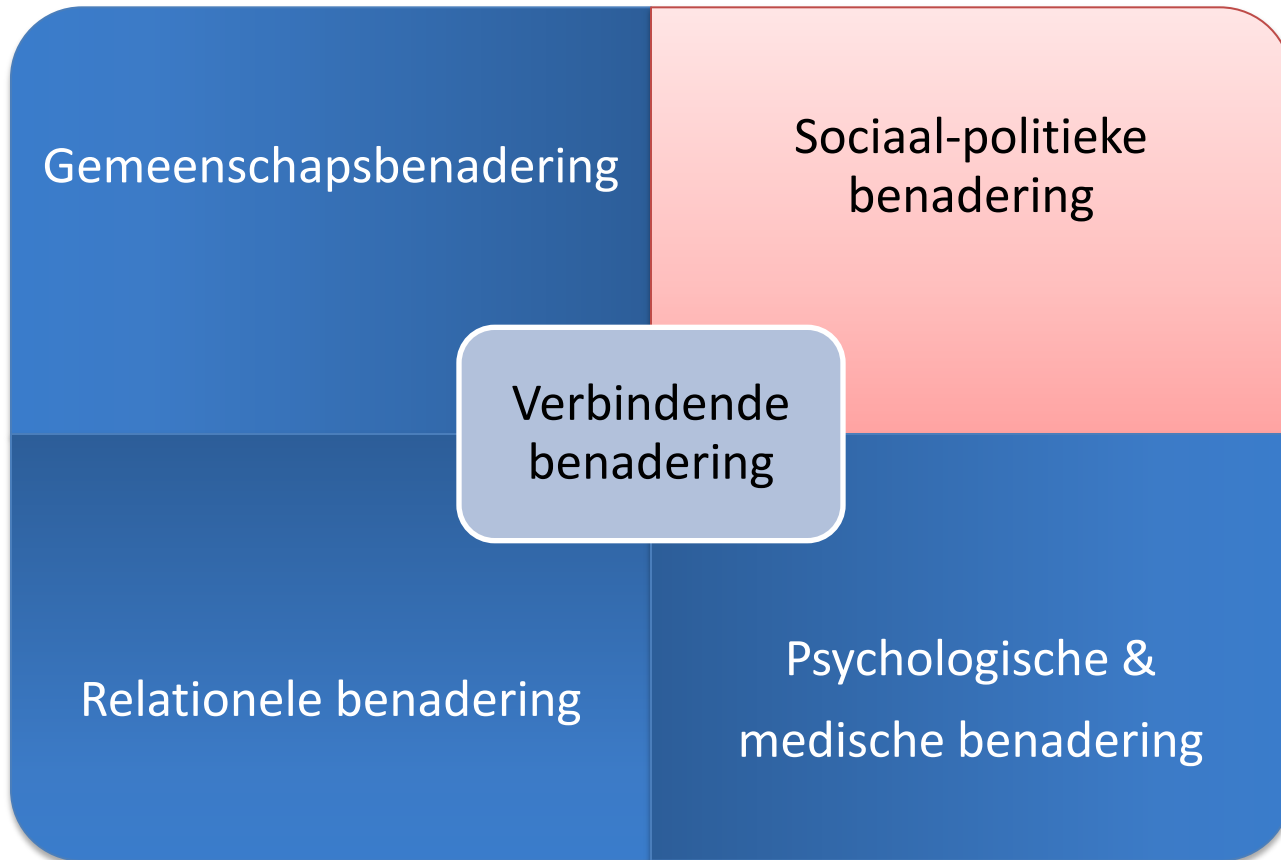 Gemeenschapsbenadering
Sociaal-politieke
benadering
Verbindende
benadering
Relationele benadering
Psychologische &
medische benadering